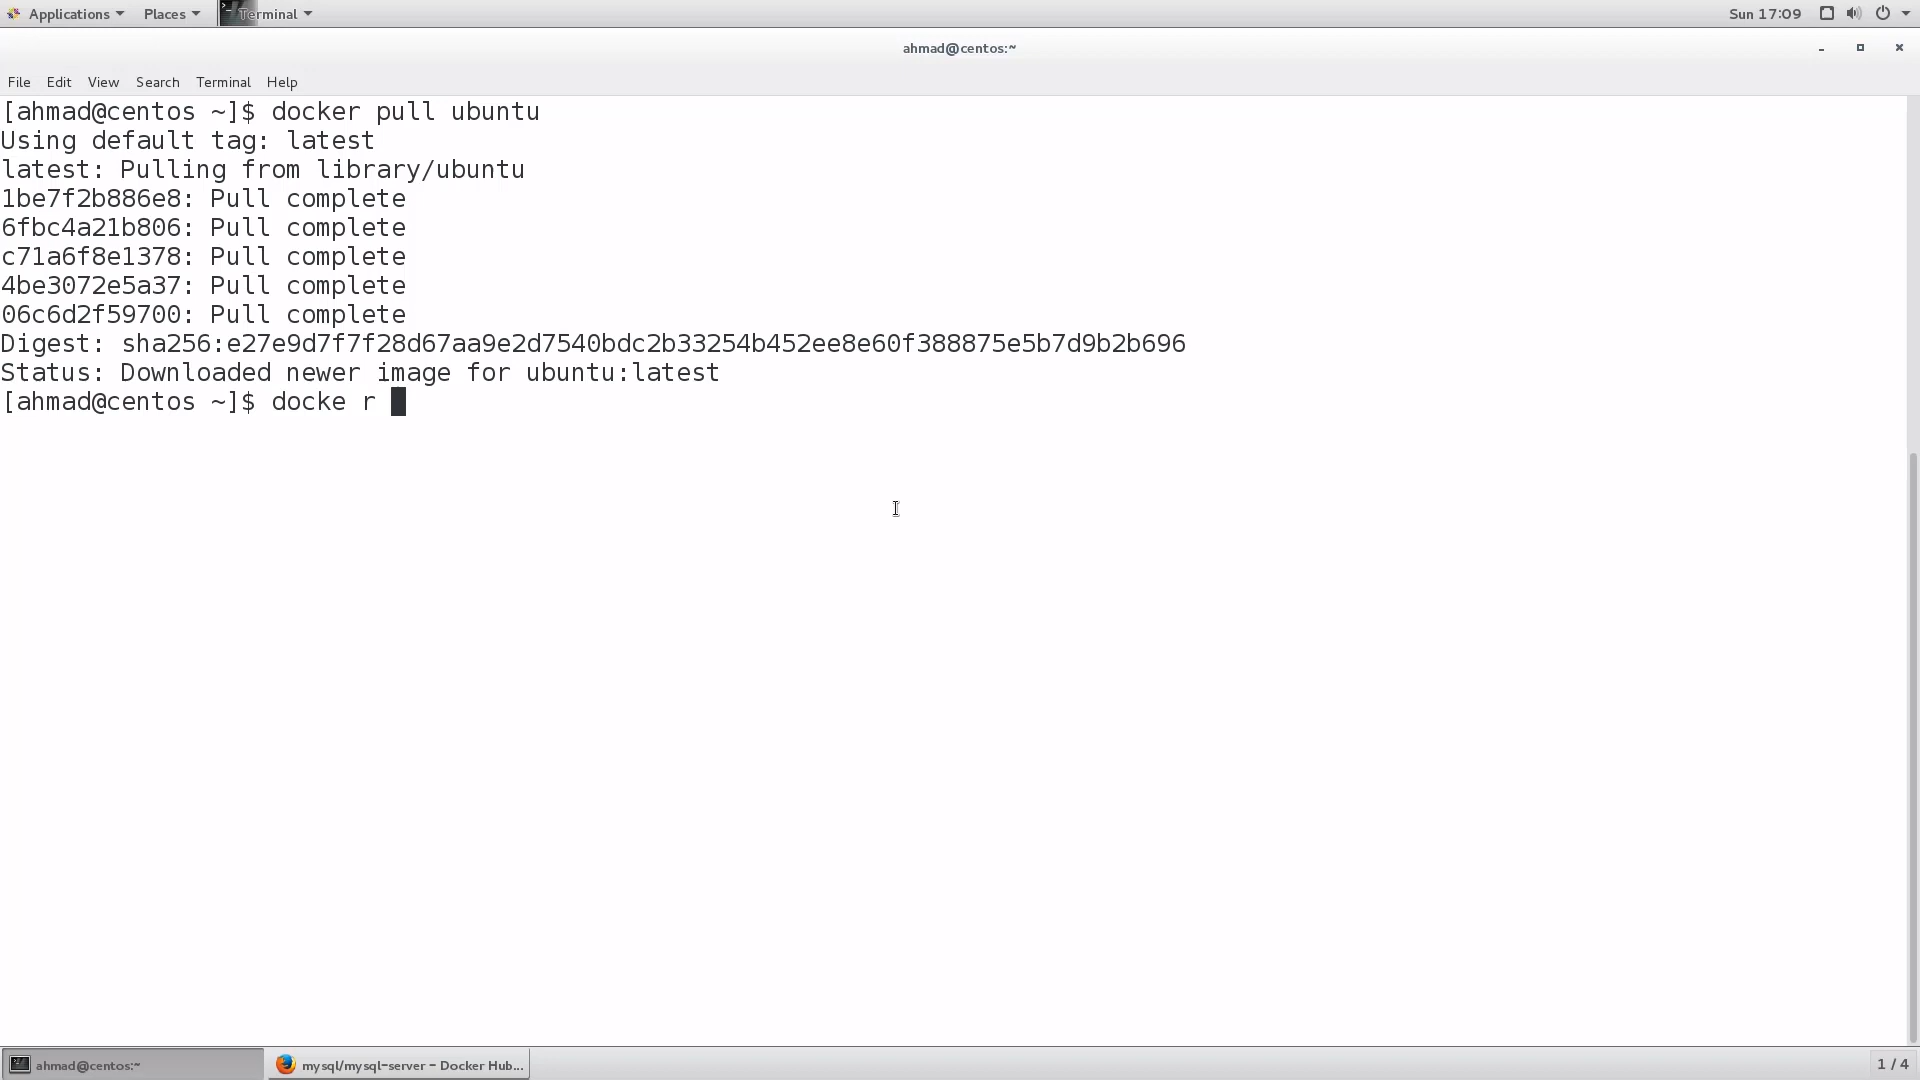 Applications Places Terminal Sun 17:09
ahmad@centos:~
File Edit View Search Terminal Help
[ahmad@centos ~]$ docker pull ubuntu
Using default tag: latest
latest: Pulling from library/ubuntu
1be7f2b886e8: Pull complete
6fbc4a21b806: Pull complete
c71a6f8e1378: Pull complete
4be3072e5a37: Pull complete
06c6d2f59700: Pull complete
Digest: sha256:e27e9d7f7f28d67aa9e2d7540bdc2b33254b452ee8e60f388875e5b7d9b2b696
Status: Downloaded newer image for ubuntu:latest
[ahmad@centos ~]$ docke r
ahmad@centos:~ mysql/mysql-server – Docker Hub... 1 / 4